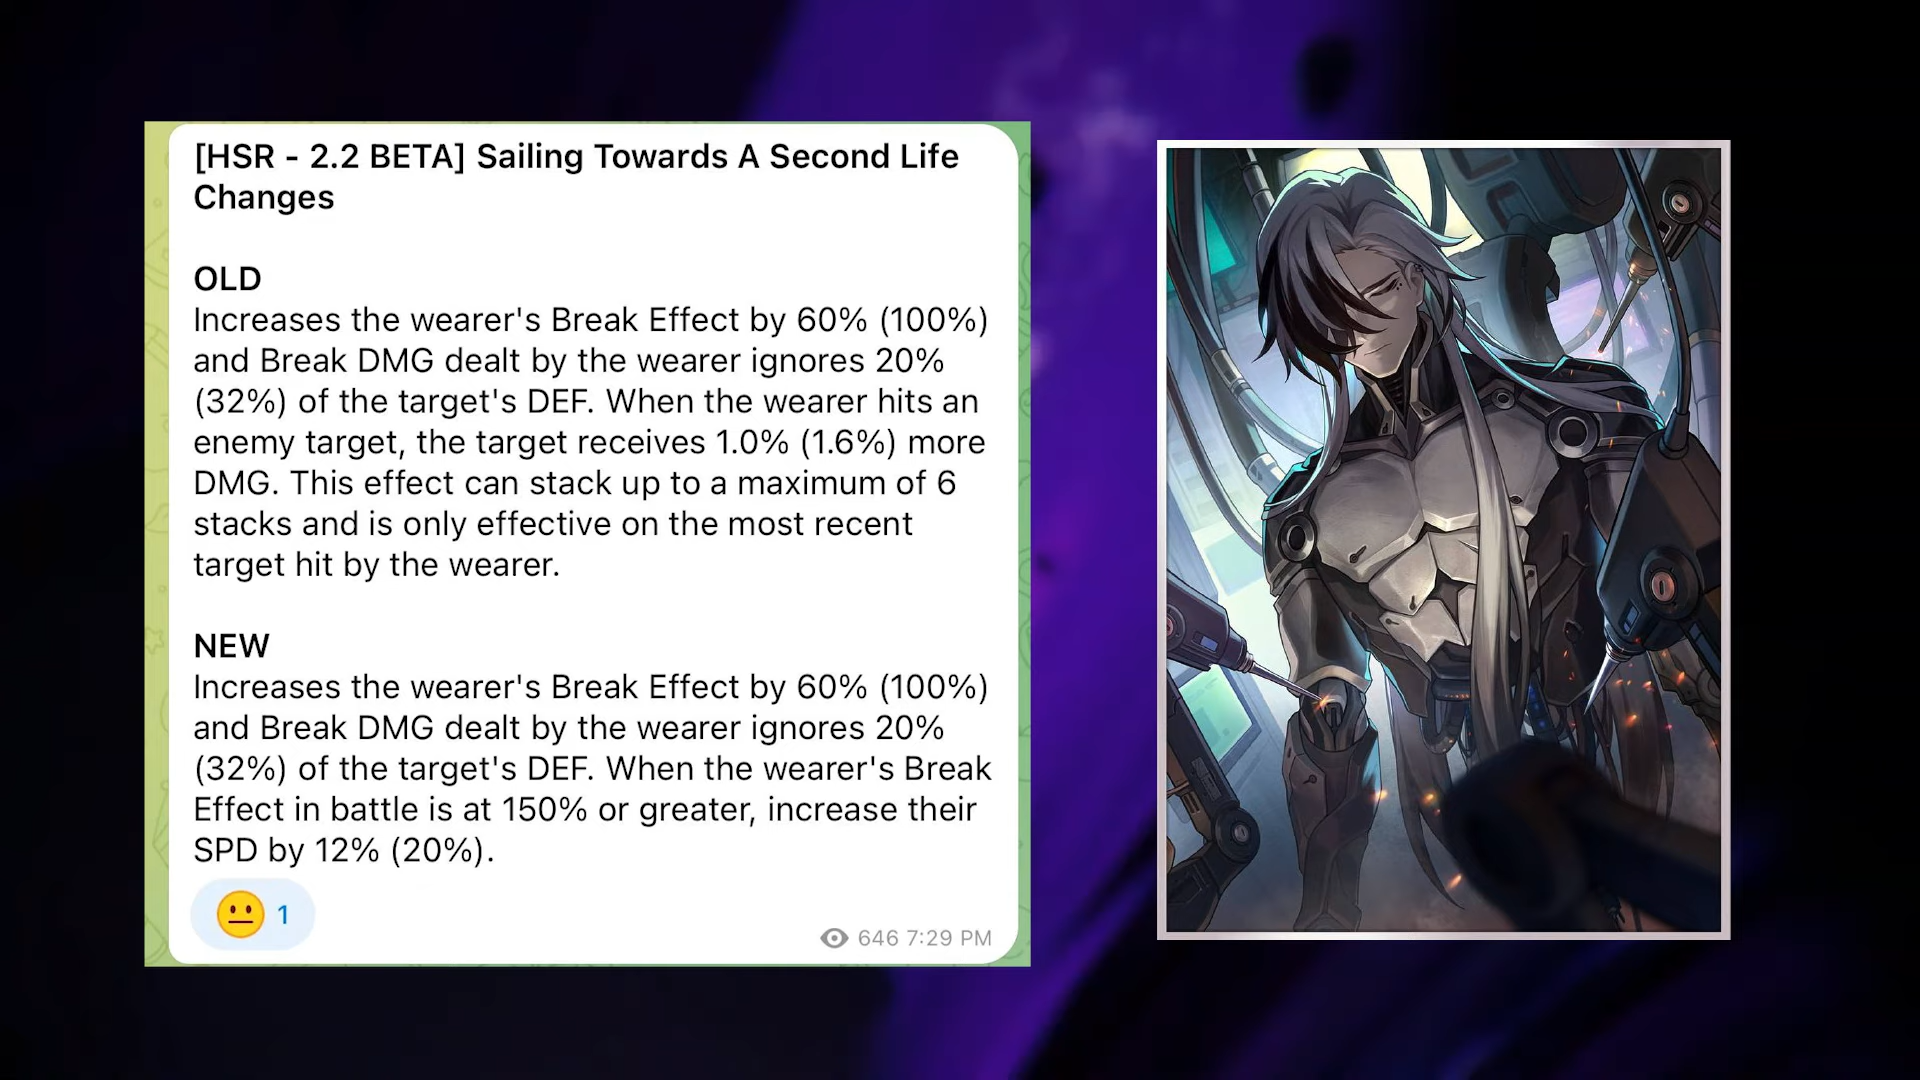 [HSR - 2.2 BETA] Sailing Towards A Second Life
Changes
OLD
Increases the wearer's Break Effect by 60% (100%)
and Break DMG dealt by the wearer ignores 20%
(32%) of the target's DEF. When the wearer hits an
enemy target, the target receives 1.0% (1.6%) more
DMG. This effect can stack up to a maximum of 6
stacks and is only effective on the most recent
target hit by the wearer.
NEW
Increases the wearer's Break Effect by 60% (100%)
and Break DMG dealt by the wearer ignores 20%
(32%) of the target's DEF. When the wearer's Break
Effect in battle is at 150% or greater, increase their
SPD by 12% (20%).
1
646 7:29 PM